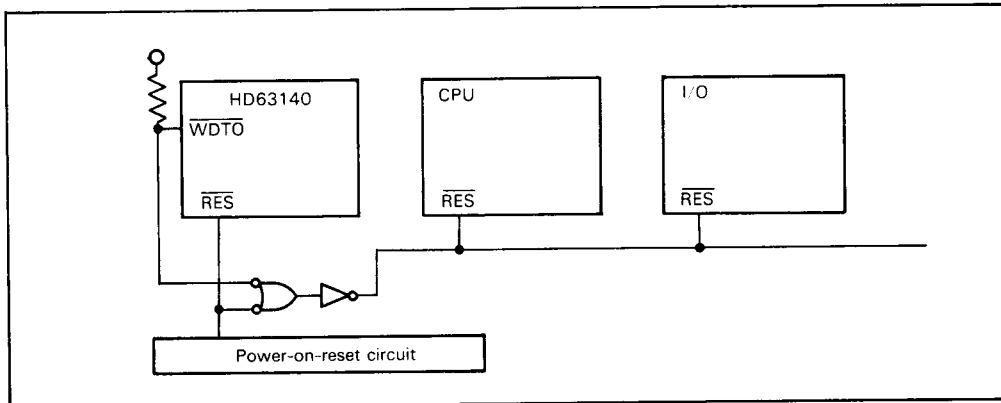 HD63140
CPU
I/O
WDTO
RES
RES
RES
Power-on-reset circuit